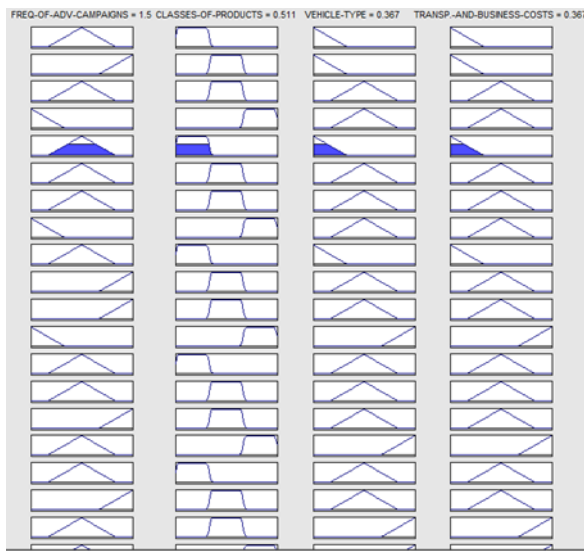 FREQ-OF-ADV-CAMPAIGNS = 1.5 CLASSES-OF-PRODUCTS = 0.511 VEHICLE-TYPE = 0.367 TRANSP.-AND-BUSINESS-COSTS = 0.367